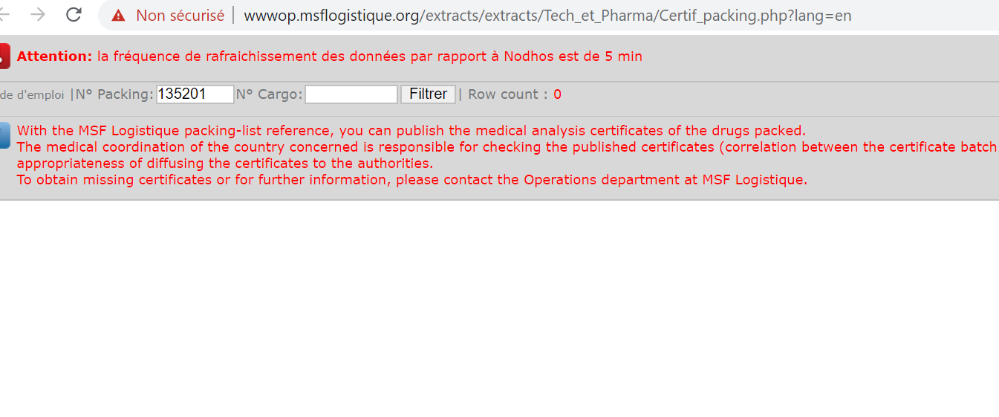 Non sécurisé | wwwop.msflogistique.org/extracts/extracts/Tech_et_Pharma/Certif_packing.php?lang=en
Attention: la fréquence de rafraichissement des données par rapport à Nodhos est de 5 min
de d'emploi |N° Packing: 135201 N° Cargo: Filtrer | Row count : 0
With the MSF Logistique packing-list reference, you can publish the medical analysis certificates of the drugs packed.
The medical coordination of the country concerned is responsible for checking the published certificates (correlation between the certificate batch
appropriateness of diffusing the certificates to the authorities.
To obtain missing certificates or for further information, please contact the Operations department at MSF Logistique.